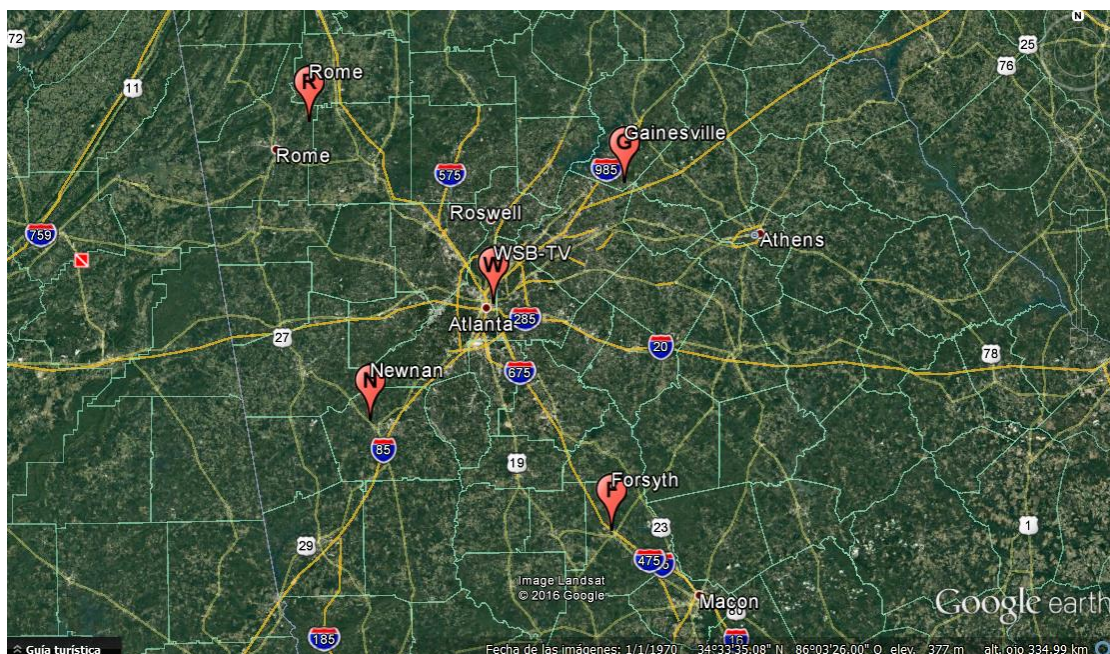 N
72
25
Rome
R
76
11
Gainesville
G
985
Rome
575
Roswell
759
Athens
WSB-TV
W
Atlanta
285
27
20
78
Newnan
N
675
85
19
Forsyth
F
23
1
29
475
Image Landsat
© 2016 Google
Macon
80
Google earth
185
16
Guía turística
Fecha de las imágenes: 1/1/1970 34°33'35.08" N 86°03'26.00" O elev. 377 m alt. ojo 334.99 km